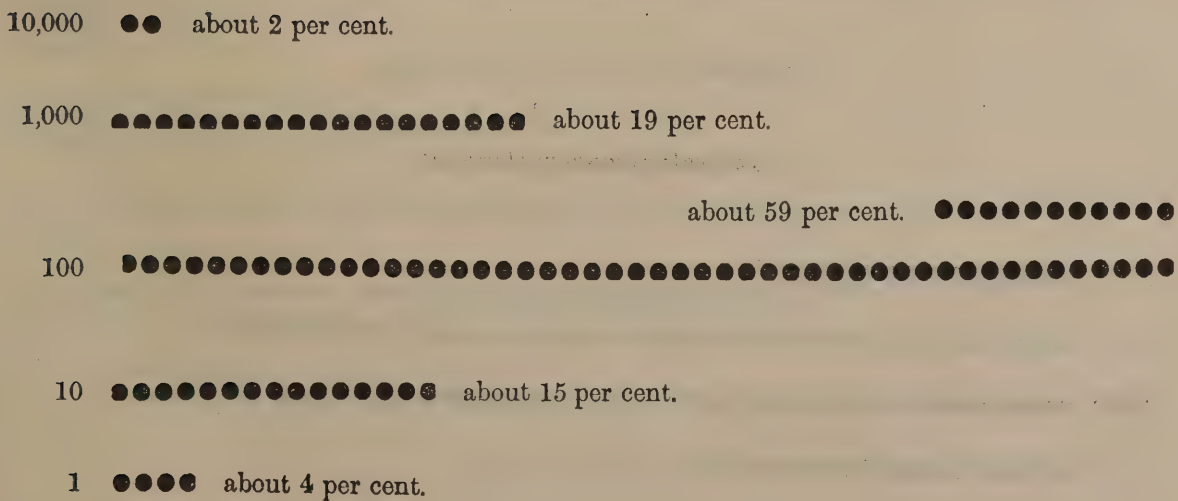 10,000 about 2 per cent.
1,000 about 19 per cent.
about 59 per cent.
100
10 about 15 per cent.
1 about 4 per cent.